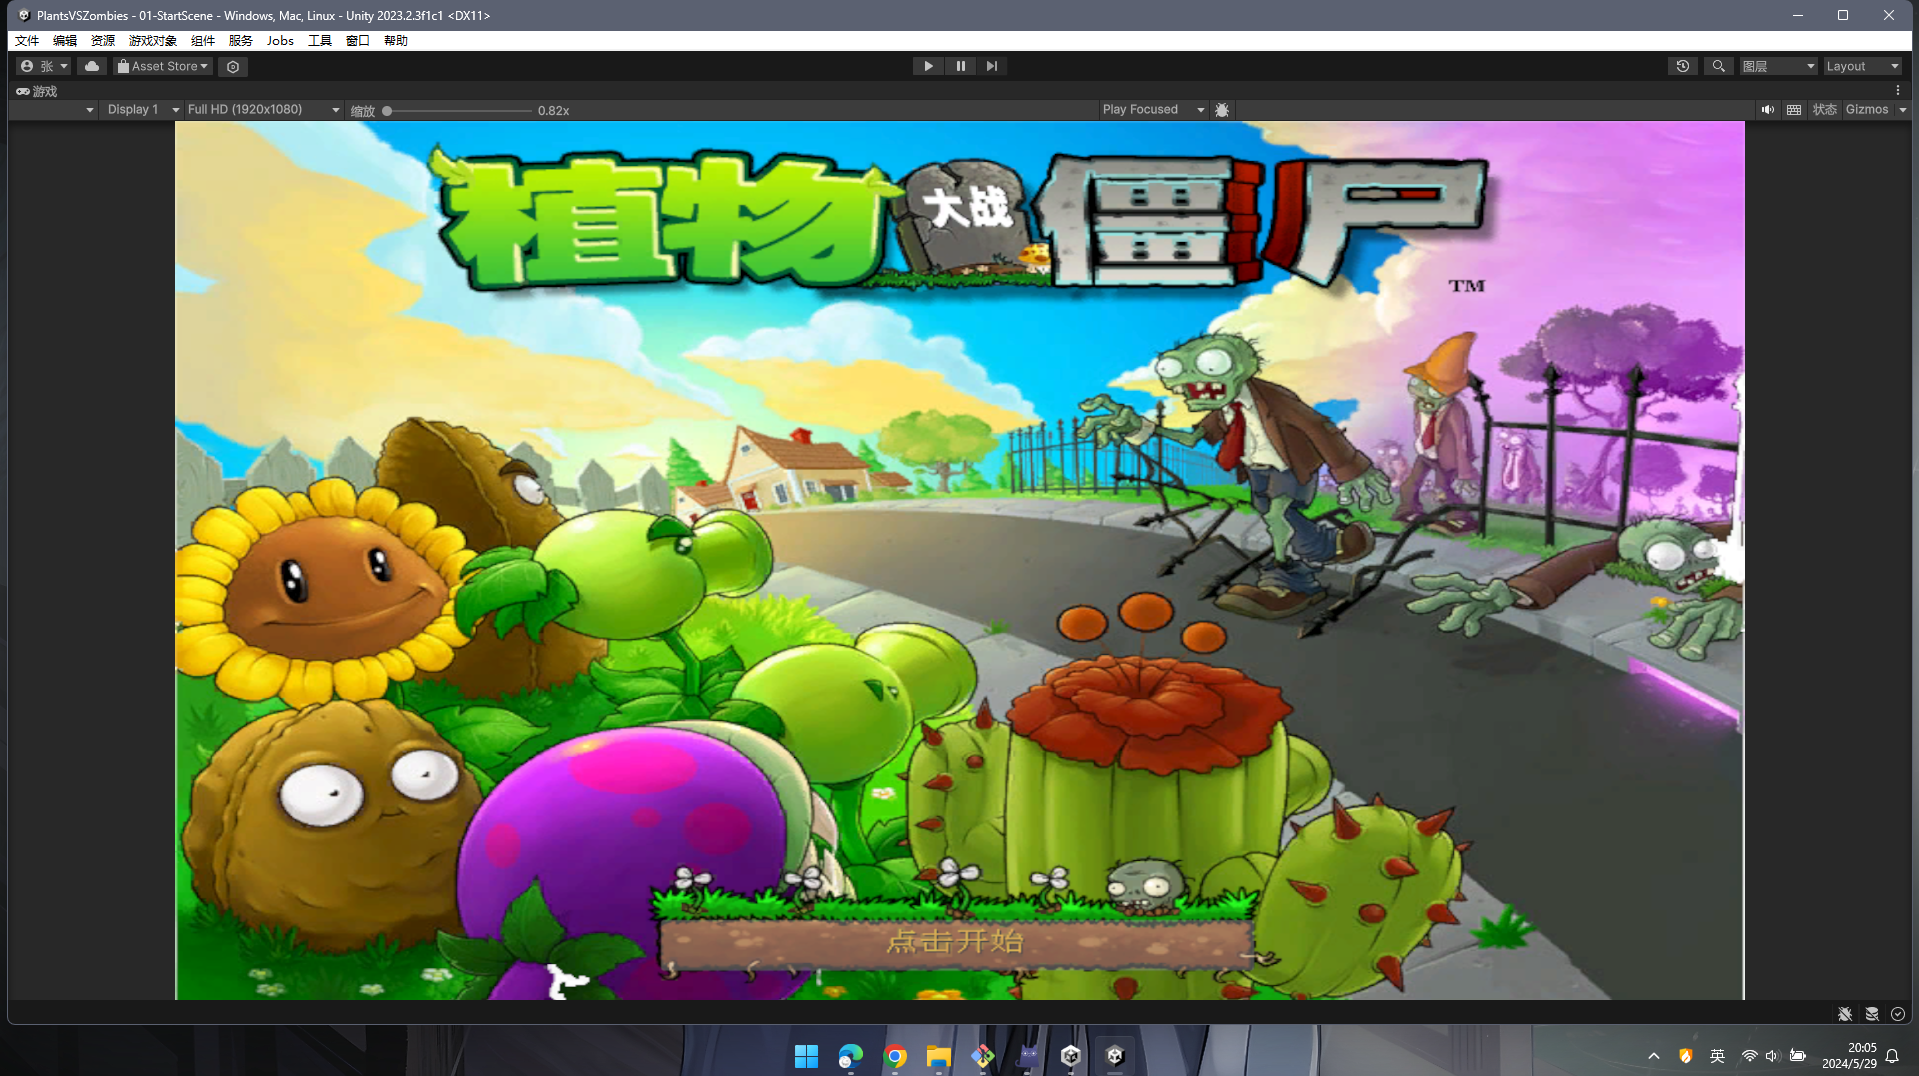 PlantsVSZombies - 01-StartScene - Windows, Mac, Linux - Unity 2023.2.3f1c1 <DX11>
文件 编辑 资源 游戏对象 组件 服务 Jobs 工具 窗口 帮助
张 Asset Store 图层 Layout
游戏
Display 1 Full HD (1920x1080) 缩放 0.82x Play Focused 状态 Gizmos
植物大战僵尸
TM
点击开始
英
20:05
2024/5/29